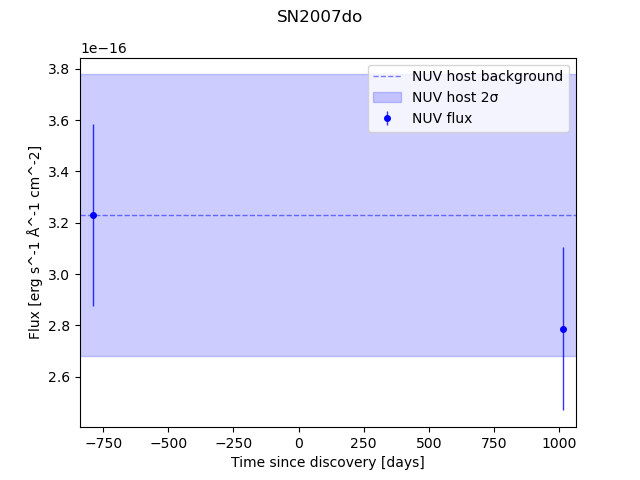 SN2007do
1e−16
NUV host background
NUV host 2σ
NUV flux
3.8
3.6
3.4
3.2
3.0
2.8
2.6
Flux [erg s^-1 Å^-1 cm^-2]
−750
−500
−250
0
250
500
750
1000
Time since discovery [days]